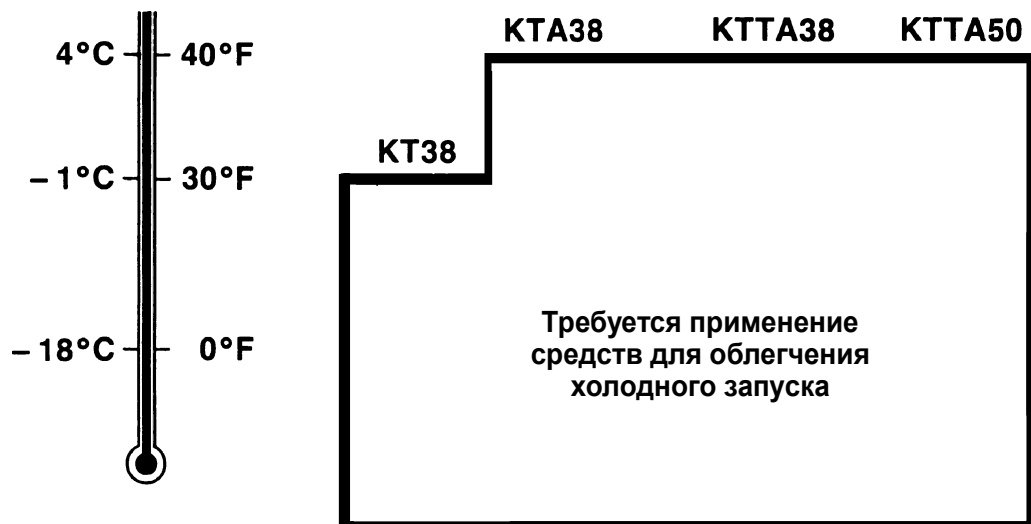 KTA38 KTTA38 KTTA50
4°C 40°F
KT38
– 1°C 30°F
Требуется применение
средств для облегчения
холодного запуска
– 18°C 0°F